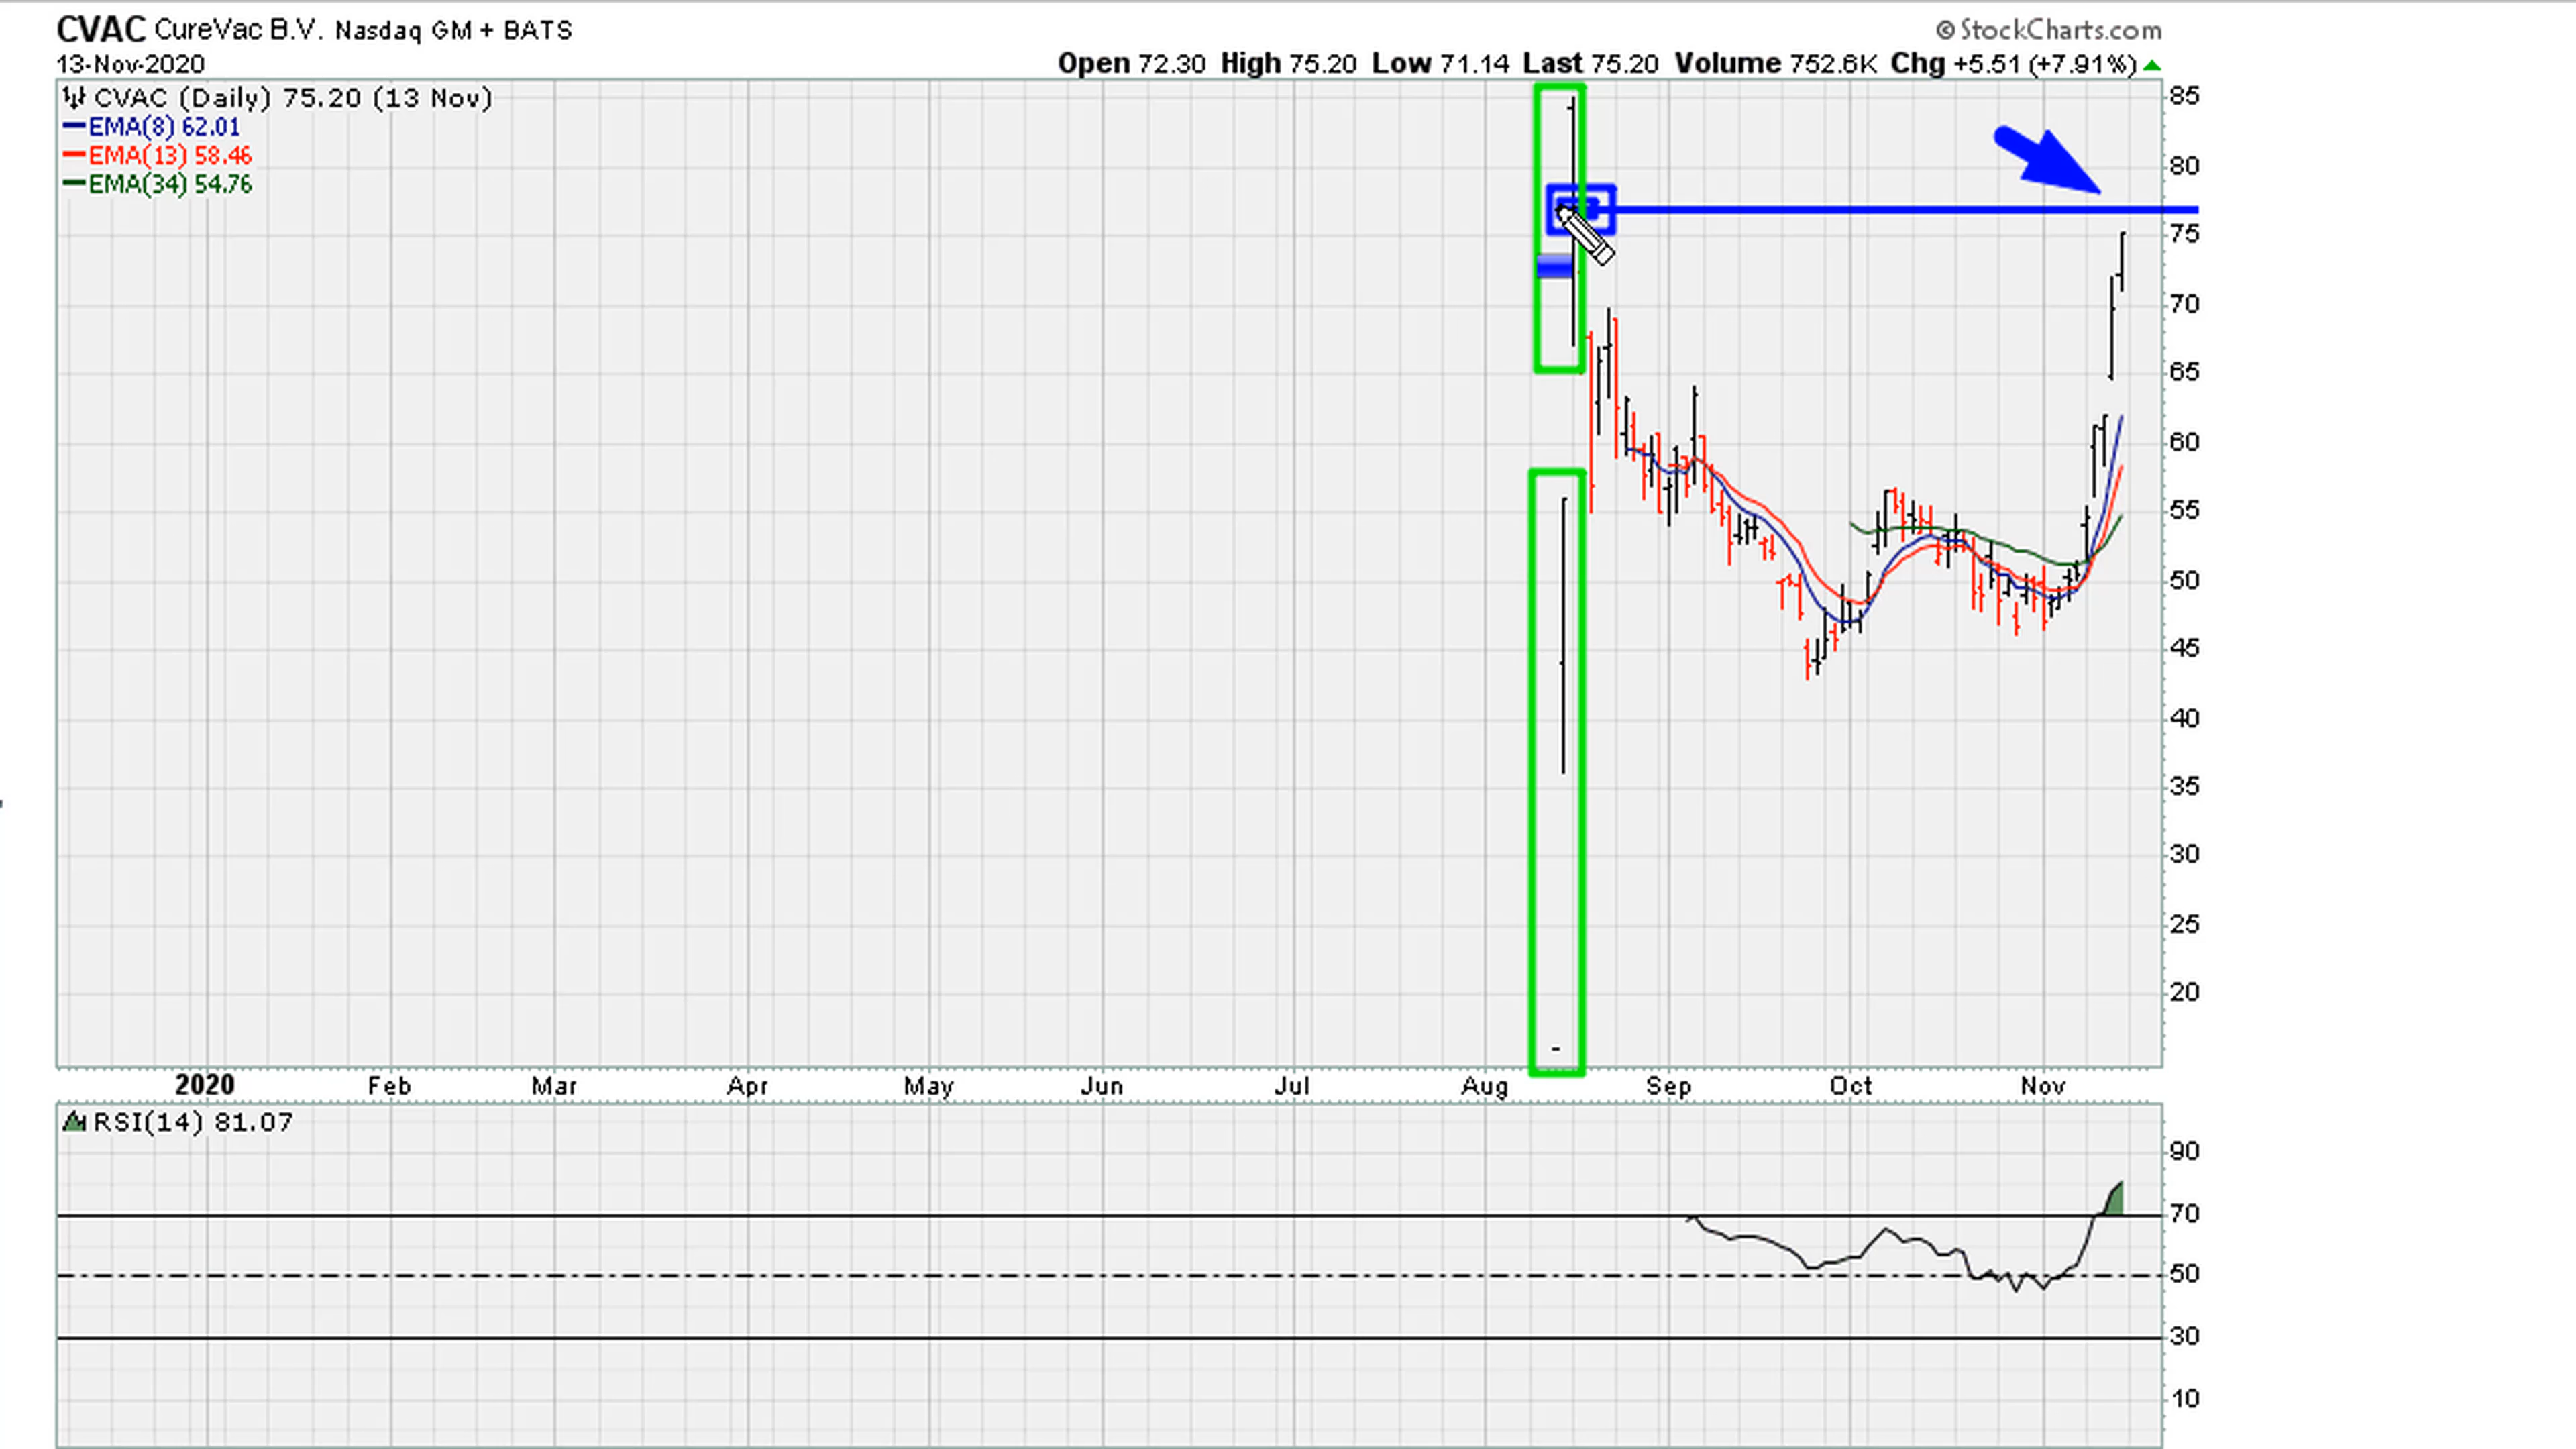 CVAC CureVac B.V. Nasdaq GM + BATS
© StockCharts.com
13-Nov-2020
Open 72.30 High 75.20 Low 71.14 Last 75.20 Volume 752.6K Chg +5.51 (+7.91%)
CVAC (Daily) 75.20 (13 Nov)
EMA(8) 62.01
EMA(13) 58.46
EMA(34) 54.76
85
80
75
70
65
60
55
50
45
40
35
30
25
20
2020 Feb Mar Apr May Jun Jul Aug Sep Oct Nov
RSI(14) 81.07
90
70
50
30
10